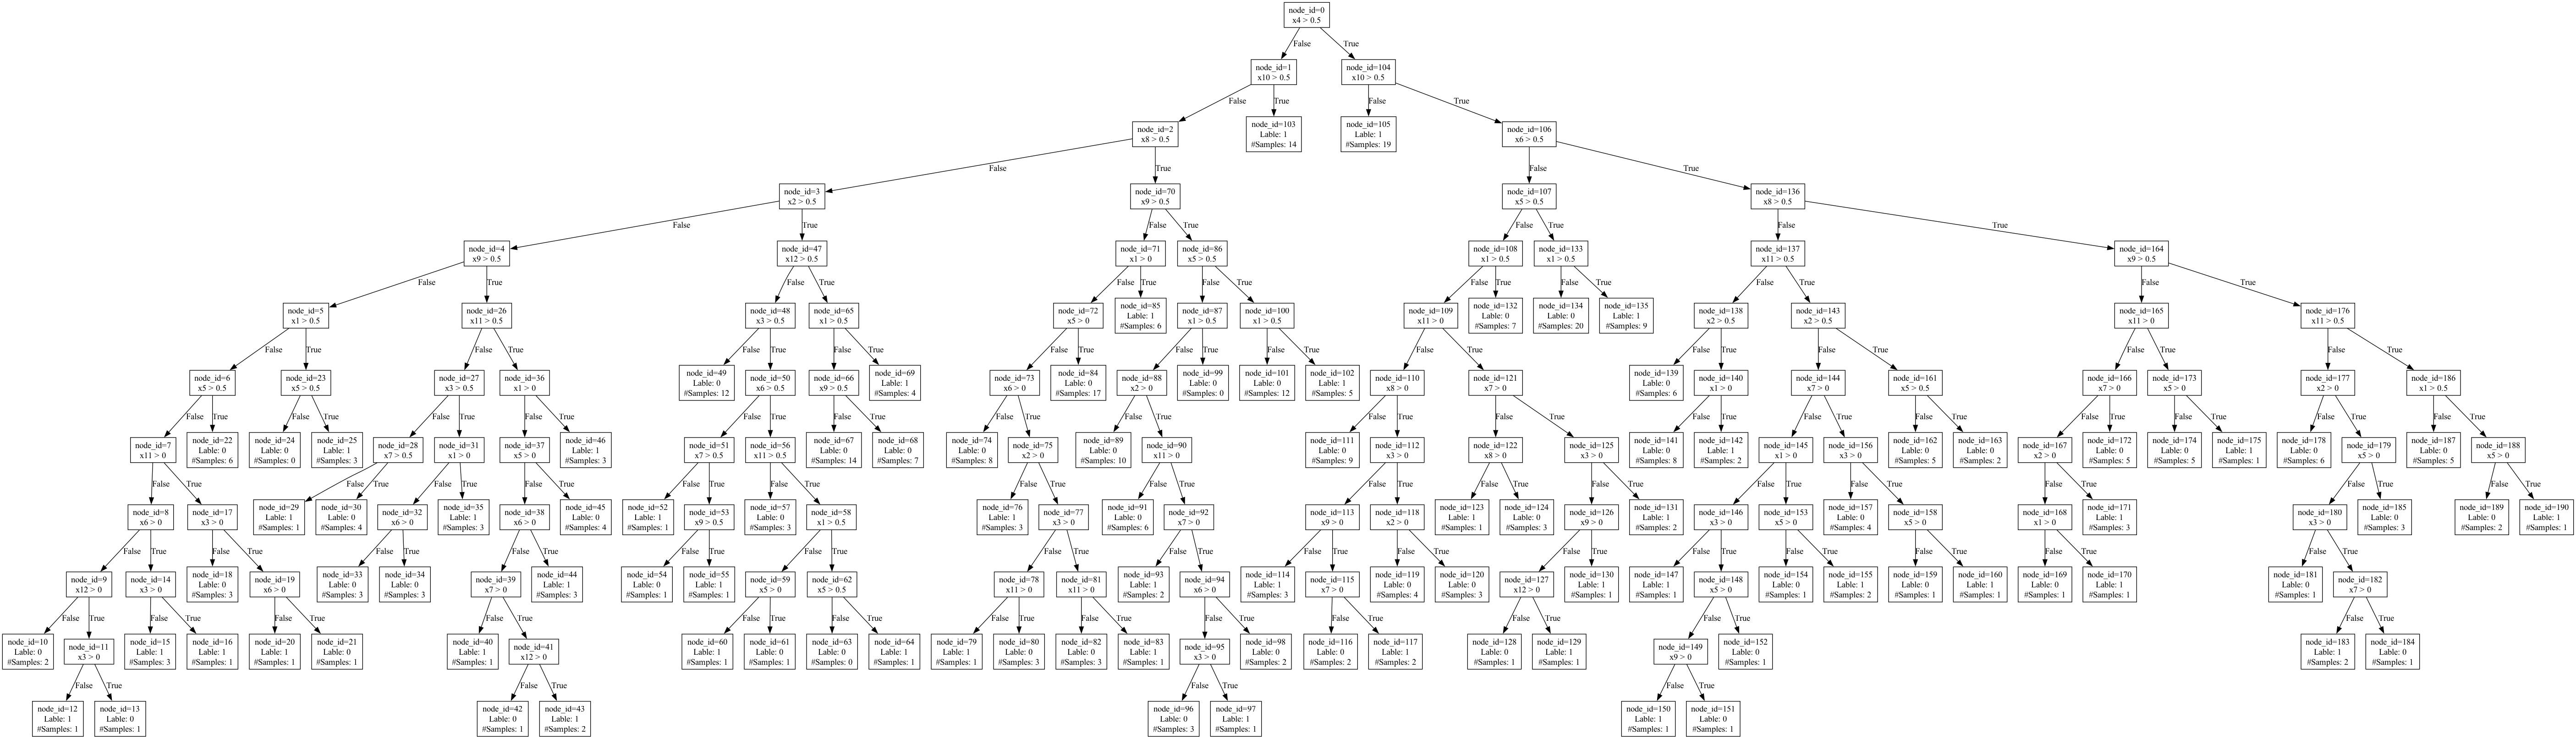 node_id=0
x4 > 0.5
False
True
node_id=1
x10 > 0.5
node_id=104
x10 > 0.5
False
True
False
True
node_id=2
x8 > 0.5
node_id=103
Lable: 1
#Samples: 14
node_id=105
Lable: 1
#Samples: 19
node_id=106
x6 > 0.5
False
True
False
True
node_id=3
x2 > 0.5
node_id=70
x9 > 0.5
node_id=107
x5 > 0.5
node_id=136
x8 > 0.5
False
True
False
True
False
True
False
True
node_id=4
x9 > 0.5
node_id=47
x12 > 0.5
node_id=71
x1 > 0
node_id=86
x5 > 0.5
node_id=108
x1 > 0.5
node_id=133
x1 > 0.5
node_id=137
x11 > 0.5
node_id=164
x9 > 0.5
False
True
False
True
False
True
False
True
False
True
False
True
False
True
False
True
node_id=5
x1 > 0.5
node_id=26
x11 > 0.5
node_id=48
x3 > 0.5
node_id=65
x1 > 0.5
node_id=72
x5 > 0
node_id=85
Lable: 1
#Samples: 6
node_id=87
x1 > 0.5
node_id=100
x1 > 0.5
node_id=109
x11 > 0
node_id=132
Lable: 0
#Samples: 7
node_id=134
Lable: 0
#Samples: 20
node_id=135
Lable: 1
#Samples: 9
node_id=138
x2 > 0.5
node_id=143
x2 > 0.5
node_id=165
x11 > 0
node_id=176
x11 > 0.5
False
True
False
True
False
True
False
True
False
True
False
True
False
True
False
True
False
True
False
True
False
True
False
True
node_id=6
x5 > 0.5
node_id=23
x5 > 0.5
node_id=27
x3 > 0.5
node_id=36
x1 > 0
node_id=49
Lable: 0
#Samples: 12
node_id=50
x6 > 0.5
node_id=66
x9 > 0.5
node_id=69
Lable: 1
#Samples: 4
node_id=73
x6 > 0
node_id=84
Lable: 0
#Samples: 17
node_id=88
x2 > 0
node_id=99
Lable: 0
#Samples: 0
node_id=101
Lable: 0
#Samples: 12
node_id=102
Lable: 1
#Samples: 5
node_id=110
x8 > 0
node_id=121
x7 > 0
node_id=139
Lable: 0
#Samples: 6
node_id=140
x1 > 0
node_id=144
x7 > 0
node_id=161
x5 > 0.5
node_id=166
x7 > 0
node_id=173
x5 > 0
node_id=177
x2 > 0
node_id=186
x1 > 0.5
False
True
False
True
False
True
False
True
False
True
False
True
False
True
False
True
False
True
False
True
False
True
False
True
False
True
False
True
False
True
False
True
False
True
node_id=7
x11 > 0
node_id=22
Lable: 0
#Samples: 6
node_id=24
Lable: 0
#Samples: 0
node_id=25
Lable: 1
#Samples: 3
node_id=28
x7 > 0.5
node_id=31
x1 > 0
node_id=37
x5 > 0
node_id=46
Lable: 1
#Samples: 3
node_id=51
x7 > 0.5
node_id=56
x11 > 0.5
node_id=67
Lable: 0
#Samples: 14
node_id=68
Lable: 0
#Samples: 7
node_id=74
Lable: 0
#Samples: 8
node_id=75
x2 > 0
node_id=89
Lable: 0
#Samples: 10
node_id=90
x11 > 0
node_id=111
Lable: 0
#Samples: 9
node_id=112
x3 > 0
node_id=122
x8 > 0
node_id=125
x3 > 0
node_id=141
Lable: 0
#Samples: 8
node_id=142
Lable: 1
#Samples: 2
node_id=145
x1 > 0
node_id=156
x3 > 0
node_id=162
Lable: 0
#Samples: 5
node_id=163
Lable: 0
#Samples: 2
node_id=167
x2 > 0
node_id=172
Lable: 0
#Samples: 5
node_id=174
Lable: 0
#Samples: 5
node_id=175
Lable: 1
#Samples: 1
node_id=178
Lable: 0
#Samples: 6
node_id=179
x5 > 0
node_id=187
Lable: 0
#Samples: 5
node_id=188
x5 > 0
False
True
False
True
False
True
False
True
False
True
False
True
False
True
False
True
False
True
False
True
False
True
False
True
False
True
False
True
False
True
False
True
node_id=8
x6 > 0
node_id=17
x3 > 0
node_id=29
Lable: 1
#Samples: 1
node_id=30
Lable: 0
#Samples: 4
node_id=32
x6 > 0
node_id=35
Lable: 1
#Samples: 3
node_id=38
x6 > 0
node_id=45
Lable: 0
#Samples: 4
node_id=52
Lable: 1
#Samples: 1
node_id=53
x9 > 0.5
node_id=57
Lable: 0
#Samples: 3
node_id=58
x1 > 0.5
node_id=76
Lable: 1
#Samples: 3
node_id=77
x3 > 0
node_id=91
Lable: 0
#Samples: 6
node_id=92
x7 > 0
node_id=113
x9 > 0
node_id=118
x2 > 0
node_id=123
Lable: 1
#Samples: 1
node_id=124
Lable: 0
#Samples: 3
node_id=126
x9 > 0
node_id=131
Lable: 1
#Samples: 2
node_id=146
x3 > 0
node_id=153
x5 > 0
node_id=157
Lable: 0
#Samples: 4
node_id=158
x5 > 0
node_id=168
x1 > 0
node_id=171
Lable: 1
#Samples: 3
node_id=180
x3 > 0
node_id=185
Lable: 0
#Samples: 3
node_id=189
Lable: 0
#Samples: 2
node_id=190
Lable: 1
#Samples: 1
False
True
False
True
False
True
False
True
False
True
False
True
False
True
False
True
False
True
False
True
False
True
False
True
False
True
False
True
False
True
False
True
node_id=9
x12 > 0
node_id=14
x3 > 0
node_id=18
Lable: 0
#Samples: 3
node_id=19
x6 > 0
node_id=33
Lable: 0
#Samples: 3
node_id=34
Lable: 0
#Samples: 3
node_id=39
x7 > 0
node_id=44
Lable: 1
#Samples: 3
node_id=54
Lable: 0
#Samples: 1
node_id=55
Lable: 1
#Samples: 1
node_id=59
x5 > 0
node_id=62
x5 > 0.5
node_id=78
x11 > 0
node_id=81
x11 > 0
node_id=93
Lable: 1
#Samples: 2
node_id=94
x6 > 0
node_id=114
Lable: 1
#Samples: 3
node_id=115
x7 > 0
node_id=119
Lable: 0
#Samples: 4
node_id=120
Lable: 0
#Samples: 3
node_id=127
x12 > 0
node_id=130
Lable: 1
#Samples: 1
node_id=147
Lable: 1
#Samples: 1
node_id=148
x5 > 0
node_id=154
Lable: 0
#Samples: 1
node_id=155
Lable: 1
#Samples: 2
node_id=159
Lable: 0
#Samples: 1
node_id=160
Lable: 1
#Samples: 1
node_id=169
Lable: 0
#Samples: 1
node_id=170
Lable: 1
#Samples: 1
node_id=181
Lable: 0
#Samples: 1
node_id=182
x7 > 0
False
True
False
True
False
True
False
True
False
True
False
True
False
True
False
True
False
True
False
True
False
True
False
True
False
True
node_id=10
Lable: 0
#Samples: 2
node_id=11
x3 > 0
node_id=15
Lable: 1
#Samples: 3
node_id=16
Lable: 1
#Samples: 1
node_id=20
Lable: 1
#Samples: 1
node_id=21
Lable: 0
#Samples: 1
node_id=40
Lable: 1
#Samples: 1
node_id=41
x12 > 0
node_id=60
Lable: 1
#Samples: 1
node_id=61
Lable: 0
#Samples: 1
node_id=63
Lable: 0
#Samples: 0
node_id=64
Lable: 1
#Samples: 1
node_id=79
Lable: 1
#Samples: 1
node_id=80
Lable: 0
#Samples: 3
node_id=82
Lable: 0
#Samples: 3
node_id=83
Lable: 1
#Samples: 1
node_id=95
x3 > 0
node_id=98
Lable: 0
#Samples: 2
node_id=116
Lable: 0
#Samples: 2
node_id=117
Lable: 1
#Samples: 2
node_id=128
Lable: 0
#Samples: 1
node_id=129
Lable: 1
#Samples: 1
node_id=149
x9 > 0
node_id=152
Lable: 0
#Samples: 1
node_id=183
Lable: 1
#Samples: 2
node_id=184
Lable: 0
#Samples: 1
False
True
False
True
False
True
False
True
node_id=12
Lable: 1
#Samples: 1
node_id=13
Lable: 0
#Samples: 1
node_id=42
Lable: 0
#Samples: 1
node_id=43
Lable: 1
#Samples: 2
node_id=96
Lable: 0
#Samples: 3
node_id=97
Lable: 1
#Samples: 1
node_id=150
Lable: 1
#Samples: 1
node_id=151
Lable: 0
#Samples: 1